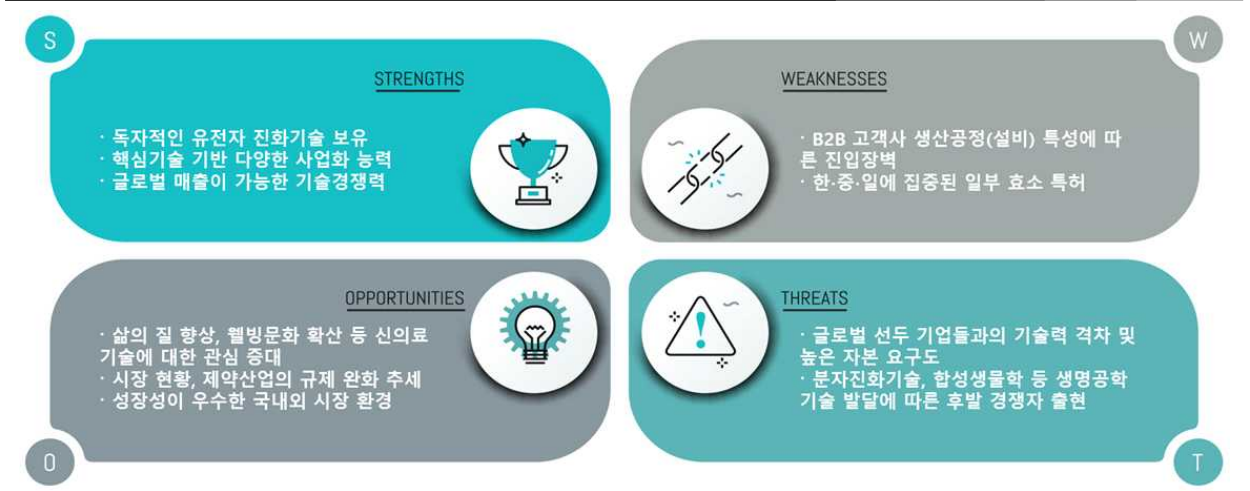 S
STRENGTHS
· 독자적인 유전자 진화기술 보유
· 핵심기술 기반 다양한 사업화 능력
· 글로벌 매출이 가능한 기술경쟁력
W
WEAKNESSES
· B2B 고객사 생산공정(설비) 특성에 따
른 진입장벽
· 한·중·일에 집중된 일부 효소 특허
OPPORTUNITIES
· 삶의 질 향상, 웰빙문화 확산 등 신의료
기술에 대한 관심 증대
· 시장 현황, 제약산업의 규제 완화 추세
· 성장성이 우수한 국내외 시장 환경
O
THREATS
· 글로벌 선두 기업들과의 기술력 격차 및
높은 자본 요구도
· 분자진화기술, 합성생물학 등 생명공학
기술 발달에 따른 후발 경쟁자 출현
T